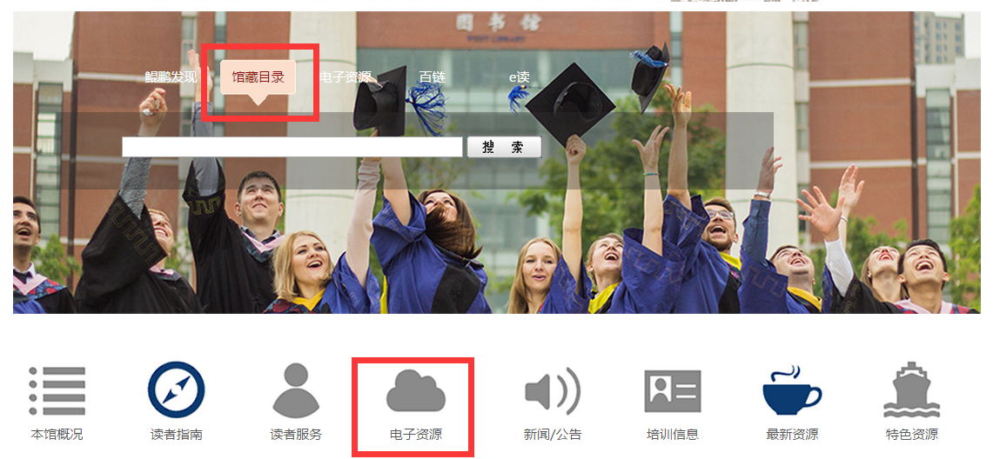 图书馆
鲲鹏发现 馆藏目录 电子资源 百链 e读
搜 索
本馆概况 读者指南 读者服务 电子资源 新闻/公告 培训信息 最新资源 特色资源